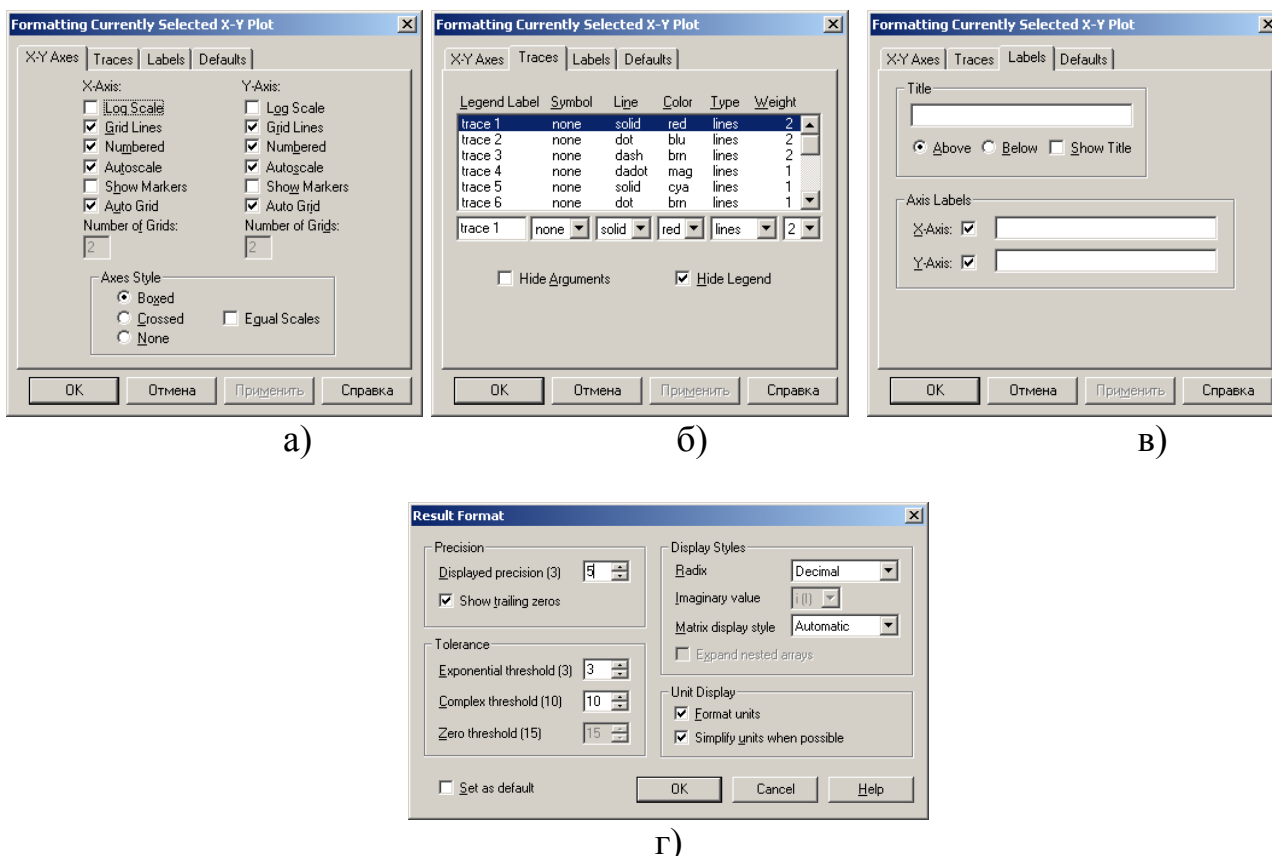 Formatting Currently Selected X-Y Plot
X-Y Axes Traces Labels Defaults
X-Axis: Y-Axis:
Log Scale Log Scale
Grid Lines Grid Lines
Numbered Numbered
Autoscale Autoscale
Show Markers Show Markers
Auto Grid Auto Grid
Number of Grids: Number of Grids:
2 2
Axes Style
Boxed
Crossed Equal Scales
None
OK Отмена Применить Справка
а)
Formatting Currently Selected X-Y Plot
X-Y Axes Traces Labels Defaults
Legend Label Symbol Line Color Type Weight
trace 1 none solid red lines 2
trace 2 none dot blu lines 2
trace 3 none dash brn lines 2
trace 4 none dadot mag lines 1
trace 5 none solid cya lines 1
trace 6 none dot brn lines 1
trace 1 none solid red lines 2
Hide Arguments Hide Legend
OK Отмена Применить Справка
б)
Formatting Currently Selected X-Y Plot
X-Y Axes Traces Labels Defaults
Title
Above Below Show Title
Axis Labels
X-Axis:
Y-Axis:
OK Отмена Применить Справка
в)
Result Format
Precision
Displayed precision (3) 5
Show trailing zeros
Tolerance
Exponential threshold (3) 3
Complex threshold (10) 10
Zero threshold (15) 15
Display Styles
Radix Decimal
Imaginary value i (I)
Matrix display style Automatic
Expand nested arrays
Unit Display
Format units
Simplify units when possible
Set as default OK Cancel Help
г)